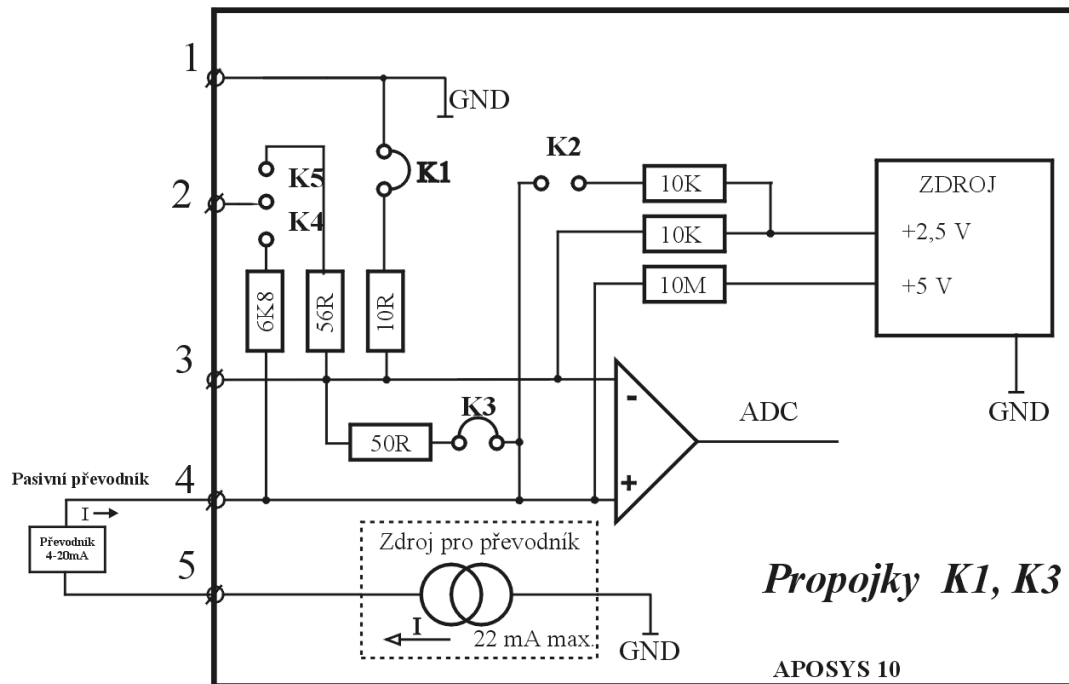 1
GND
K2
K5
K1
10K
ZDROJ
2
K4
10K
+2,5 V
10M
+5 V
6K8
56R
10R
3
K3
ADC
GND
50R
-
Pasivní převodník
4
+
I
Převodník
4-20mA
Zdroj pro převodník
5
Propojky K1, K3
I
22 mA max.
GND
APOSYS 10